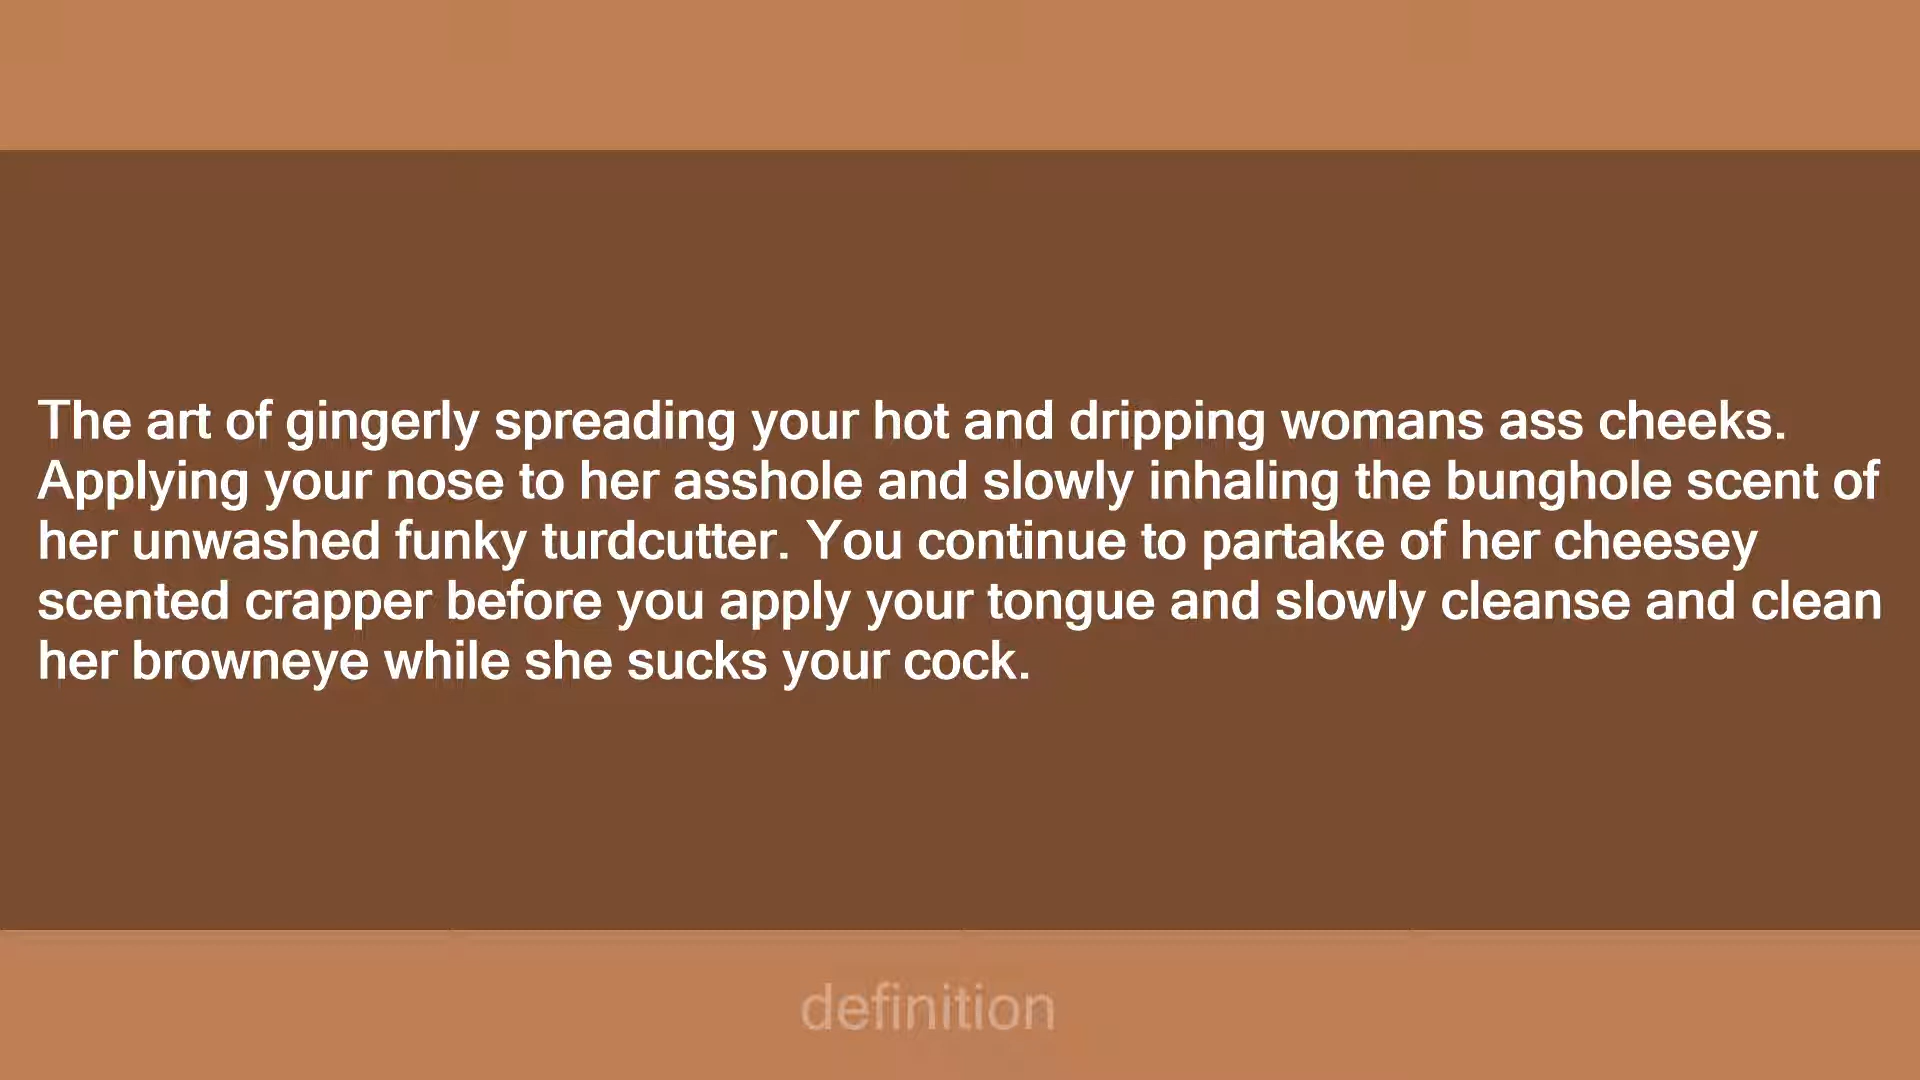 The art of gingerly spreading your hot and dripping womans ass cheeks.
Applying your nose to her asshole and slowly inhaling the bunghole scent of
her unwashed funky turdcutter. You continue to partake of her cheesey
scented crapper before you apply your tongue and slowly cleanse and clean
her browneye while she sucks your cock.
definition